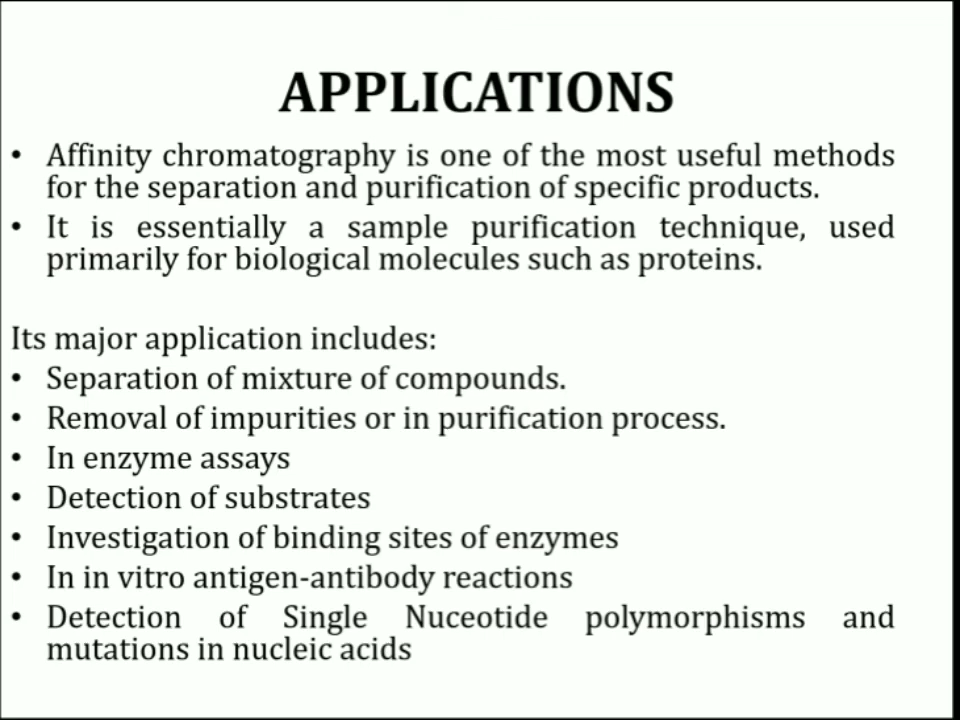 APPLICATIONS
• Affinity chromatography is one of the most useful methods
for the separation and purification of specific products.
• It is essentially a sample purification technique, used
primarily for biological molecules such as proteins.
Its major application includes:
• Separation of mixture of compounds.
• Removal of impurities or in purification process.
• In enzyme assays
• Detection of substrates
• Investigation of binding sites of enzymes
• In in vitro antigen-antibody reactions
• Detection of Single Nuceotide polymorphisms and
mutations in nucleic acids